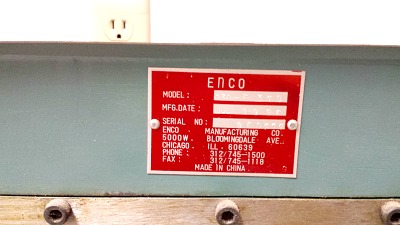 ENCO
MODEL :
MFG. DATE :
SERIAL NO :
ENCO MANUFACTURING CO.
5000W. BLOOMINGDALE AVE..
CHICAGO. ILL. 60639
PHONE : 312/745-1500
FAX : 312/745-1118
MADE IN CHINA.